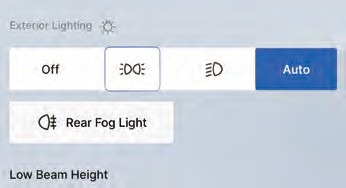 Exterior Lighting
Off
Auto
Rear Fog Light
Low Beam Height